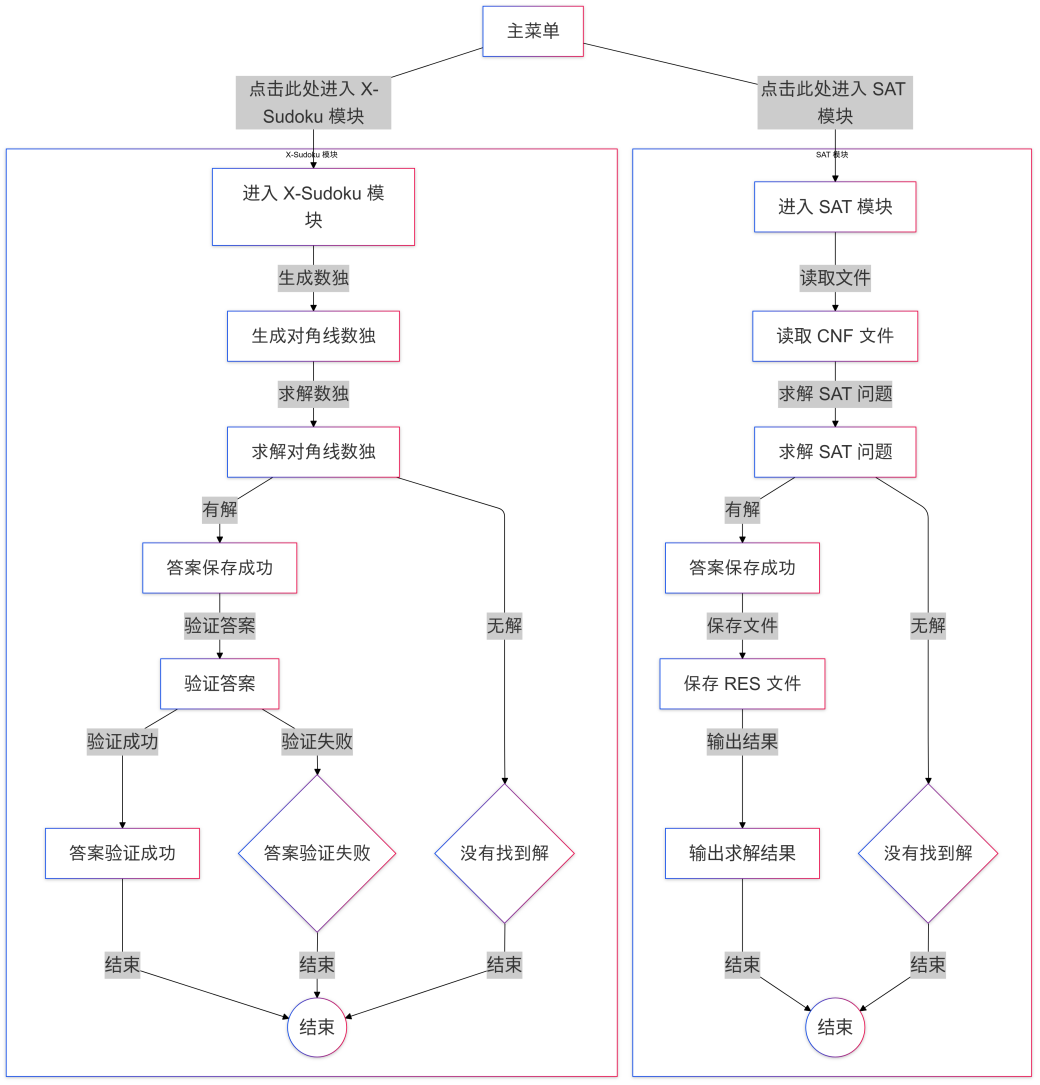 主菜单
点击此处进入 X-
Sudoku 模块
点击此处进入 SAT
模块
X-Sudoku 模块
进入 X-Sudoku 模
块
生成数独
生成对角线数独
求解数独
求解对角线数独
有解
无解
答案保存成功
验证答案
验证答案
验证成功
验证失败
答案验证成功
答案验证失败
没有找到解
结束
结束
结束
结束
SAT 模块
进入 SAT 模块
读取文件
读取 CNF 文件
求解 SAT 问题
求解 SAT 问题
有解
无解
答案保存成功
保存文件
保存 RES 文件
输出结果
输出求解结果
没有找到解
结束
结束
结束